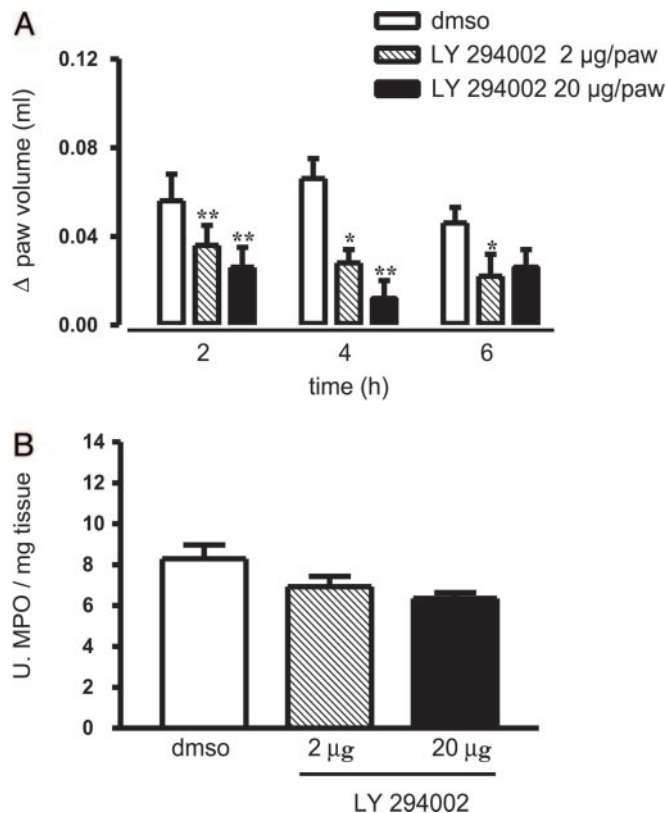 A
dmso
LY 294002 2 µg/paw
LY 294002 20 µg/paw
0.12
0.08
0.04
0.00
Δ paw volume (ml)
** ** * ** *
2 4 6
time (h)
B
14
12
10
8
6
4
2
0
U. MPO / mg tissue
dmso 2 µg 20 µg
LY 294002